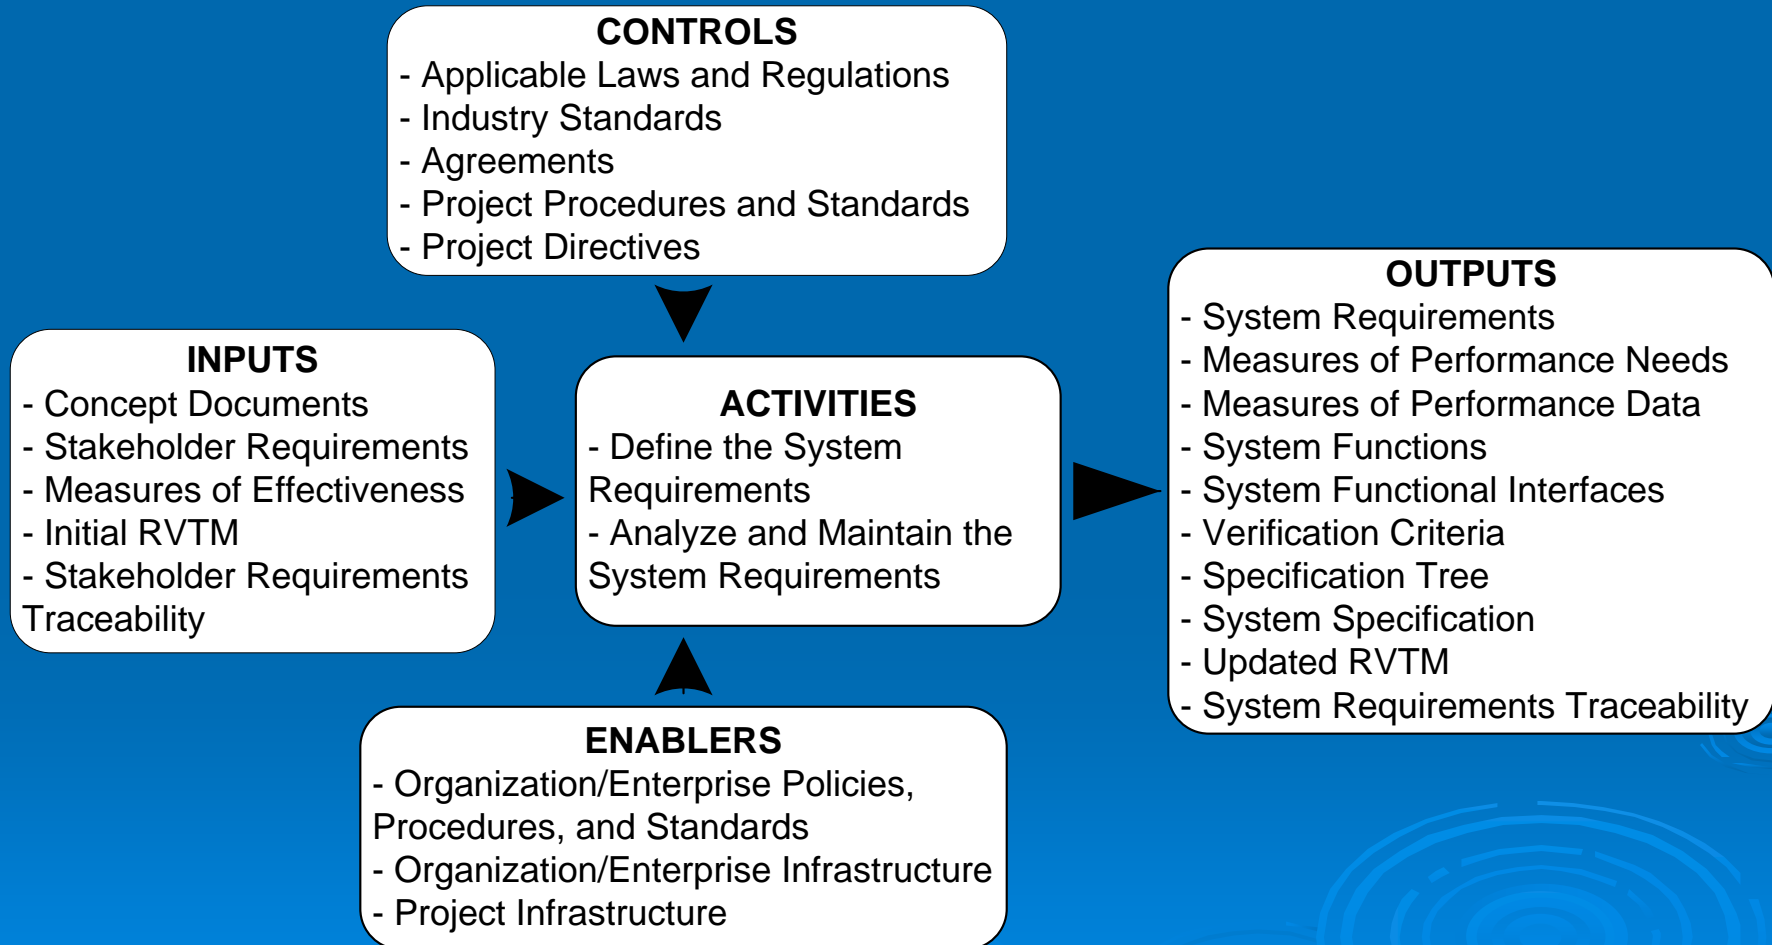 CONTROLS
- Applicable Laws and Regulations
- Industry Standards
- Agreements
- Project Procedures and Standards
- Project Directives
INPUTS
- Concept Documents
- Stakeholder Requirements
- Measures of Effectiveness
- Initial RVTM
- Stakeholder Requirements
Traceability
ACTIVITIES
- Define the System
Requirements
- Analyze and Maintain the
System Requirements
OUTPUTS
- System Requirements
- Measures of Performance Needs
- Measures of Performance Data
- System Functions
- System Functional Interfaces
- Verification Criteria
- Specification Tree
- System Specification
- Updated RVTM
- System Requirements Traceability
ENABLERS
- Organization/Enterprise Policies,
Procedures, and Standards
- Organization/Enterprise Infrastructure
- Project Infrastructure